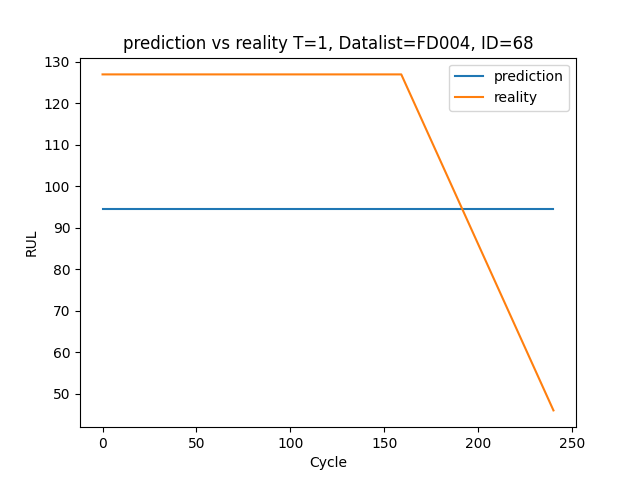 prediction vs reality T=1, Datalist=FD004, ID=68
prediction
reality
RUL
130
120
110
100
90
80
70
60
50
0 50 100 150 200 250
Cycle